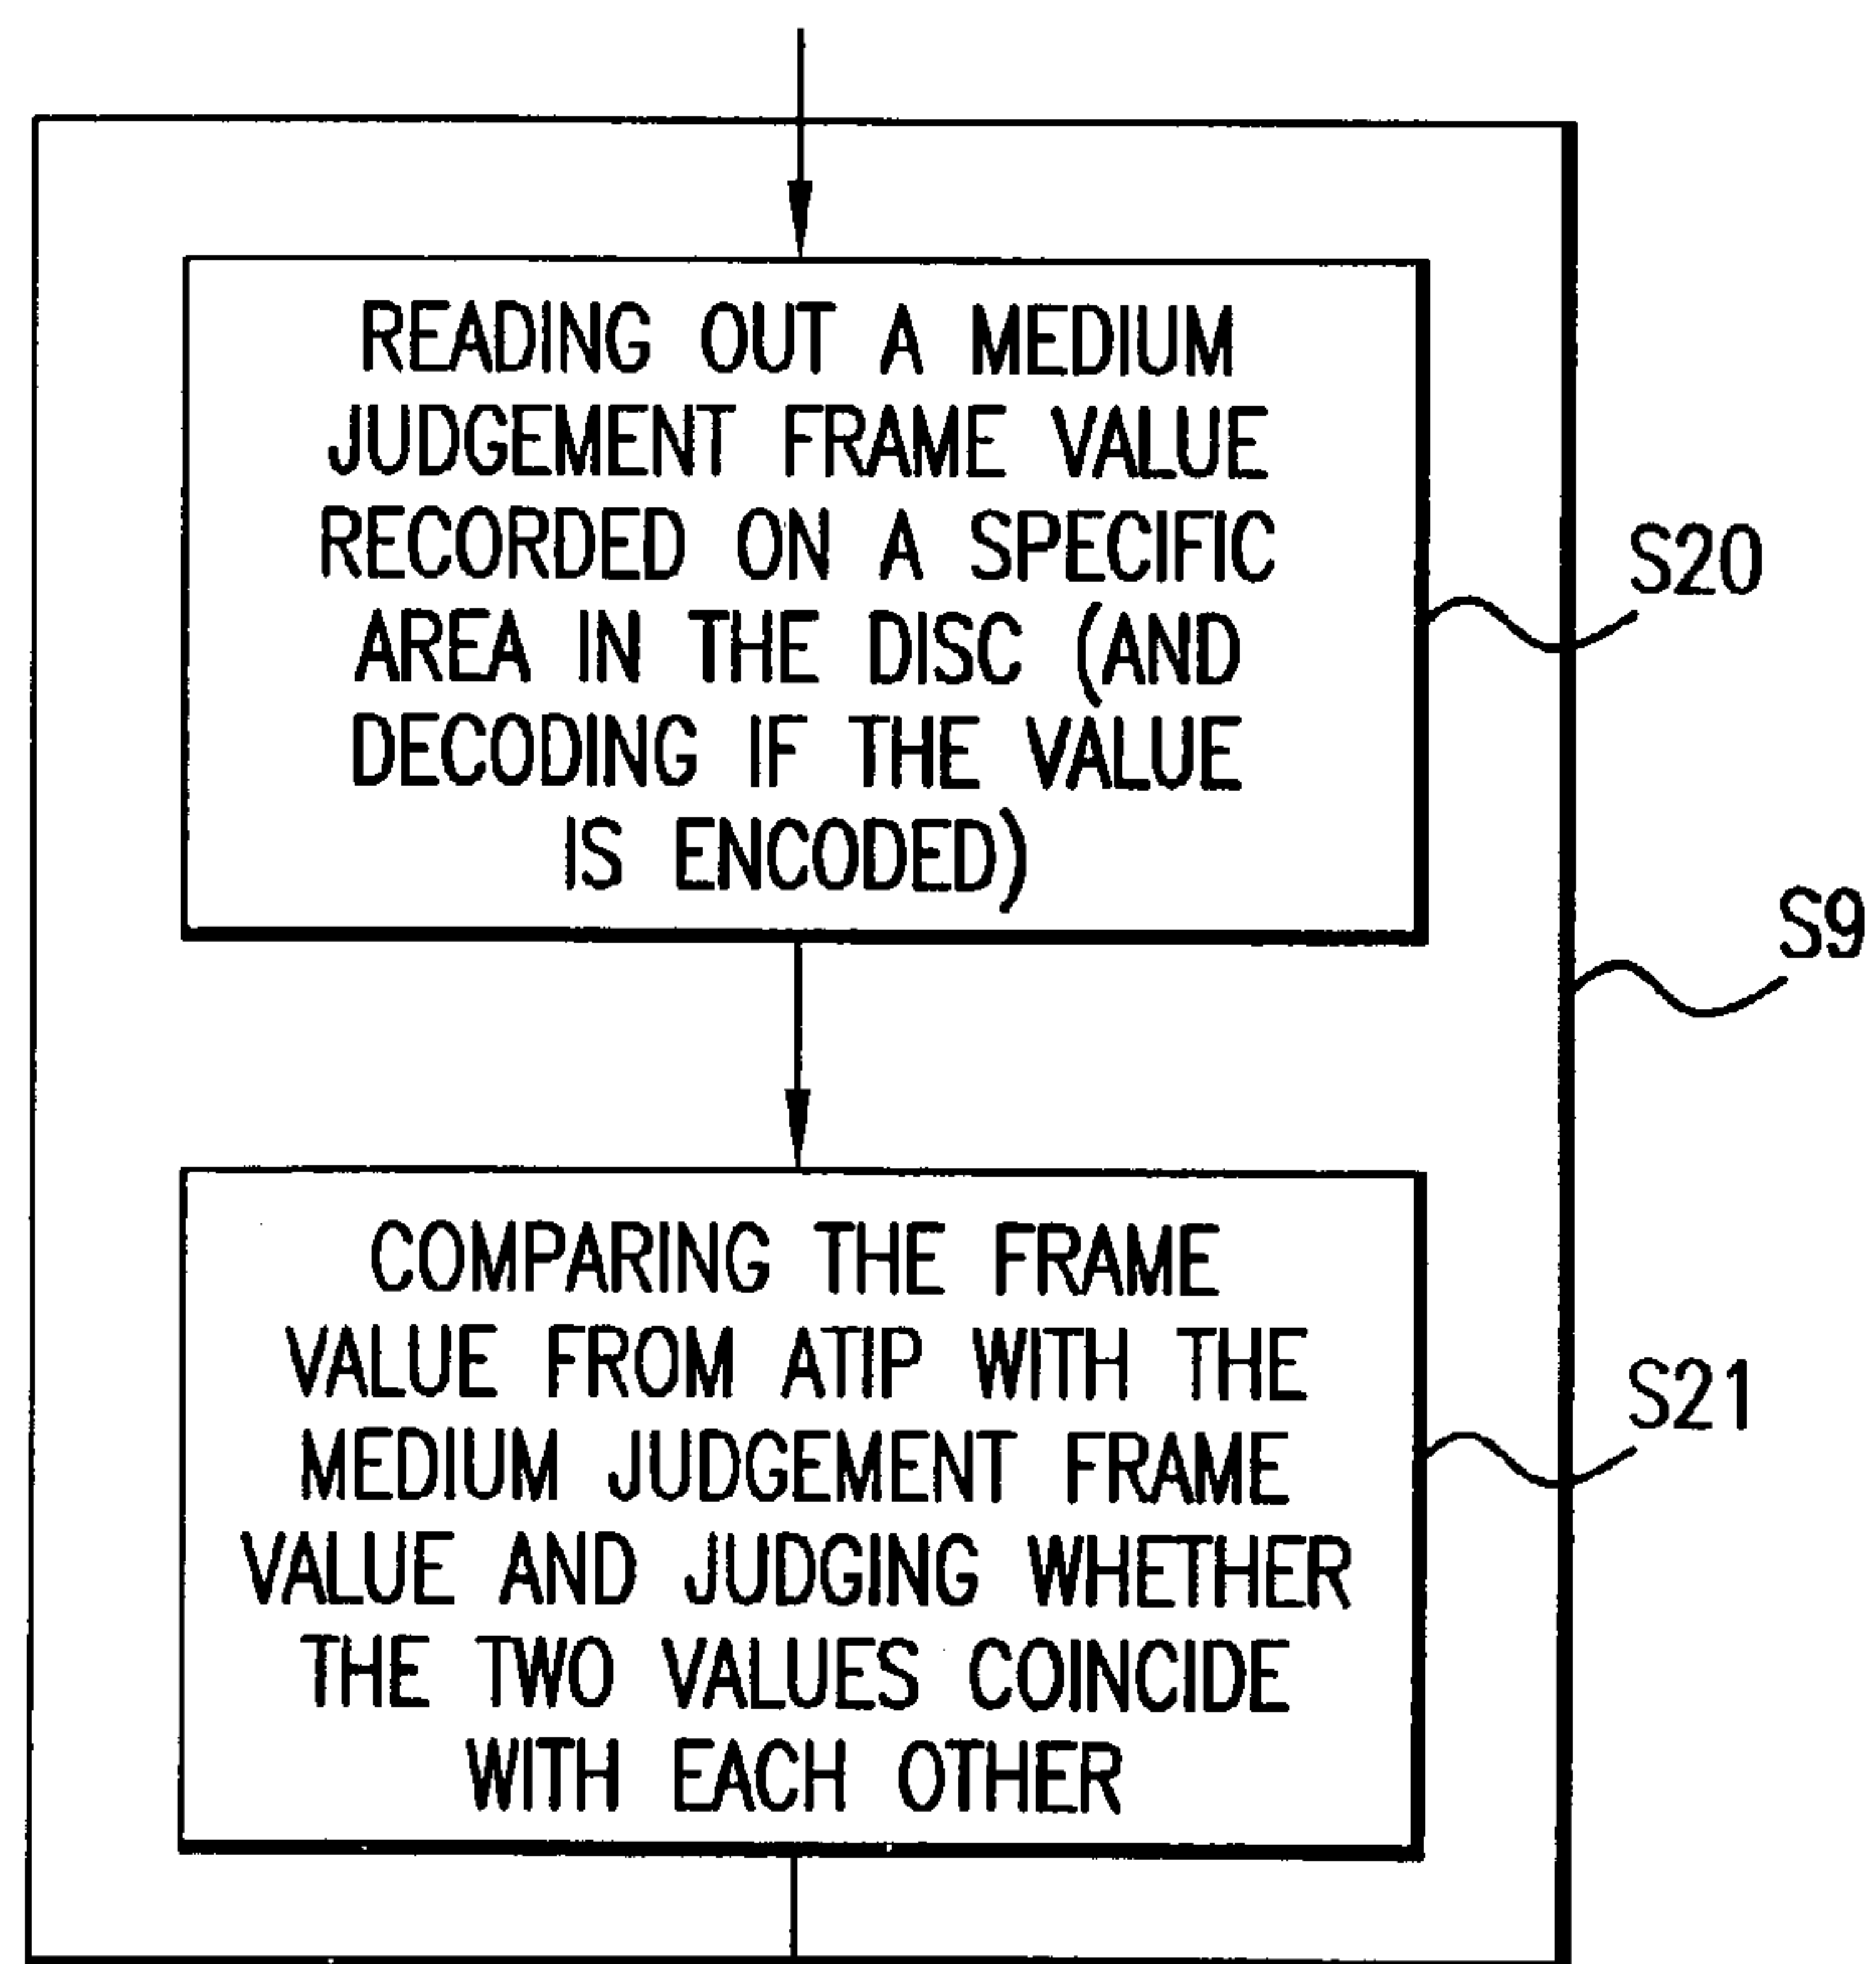 READING OUT A MEDIUM
JUDGEMENT FRAME VALUE
RECORDED ON A SPECIFIC
AREA IN THE DISC (AND
DECODING IF THE VALUE
IS ENCODED)
S20
S9
COMPARING THE FRAME
VALUE FROM ATIP WITH THE
MEDIUM JUDGEMENT FRAME
VALUE AND JUDGING WHETHER
THE TWO VALUES COINCIDE
WITH EACH OTHER
S21